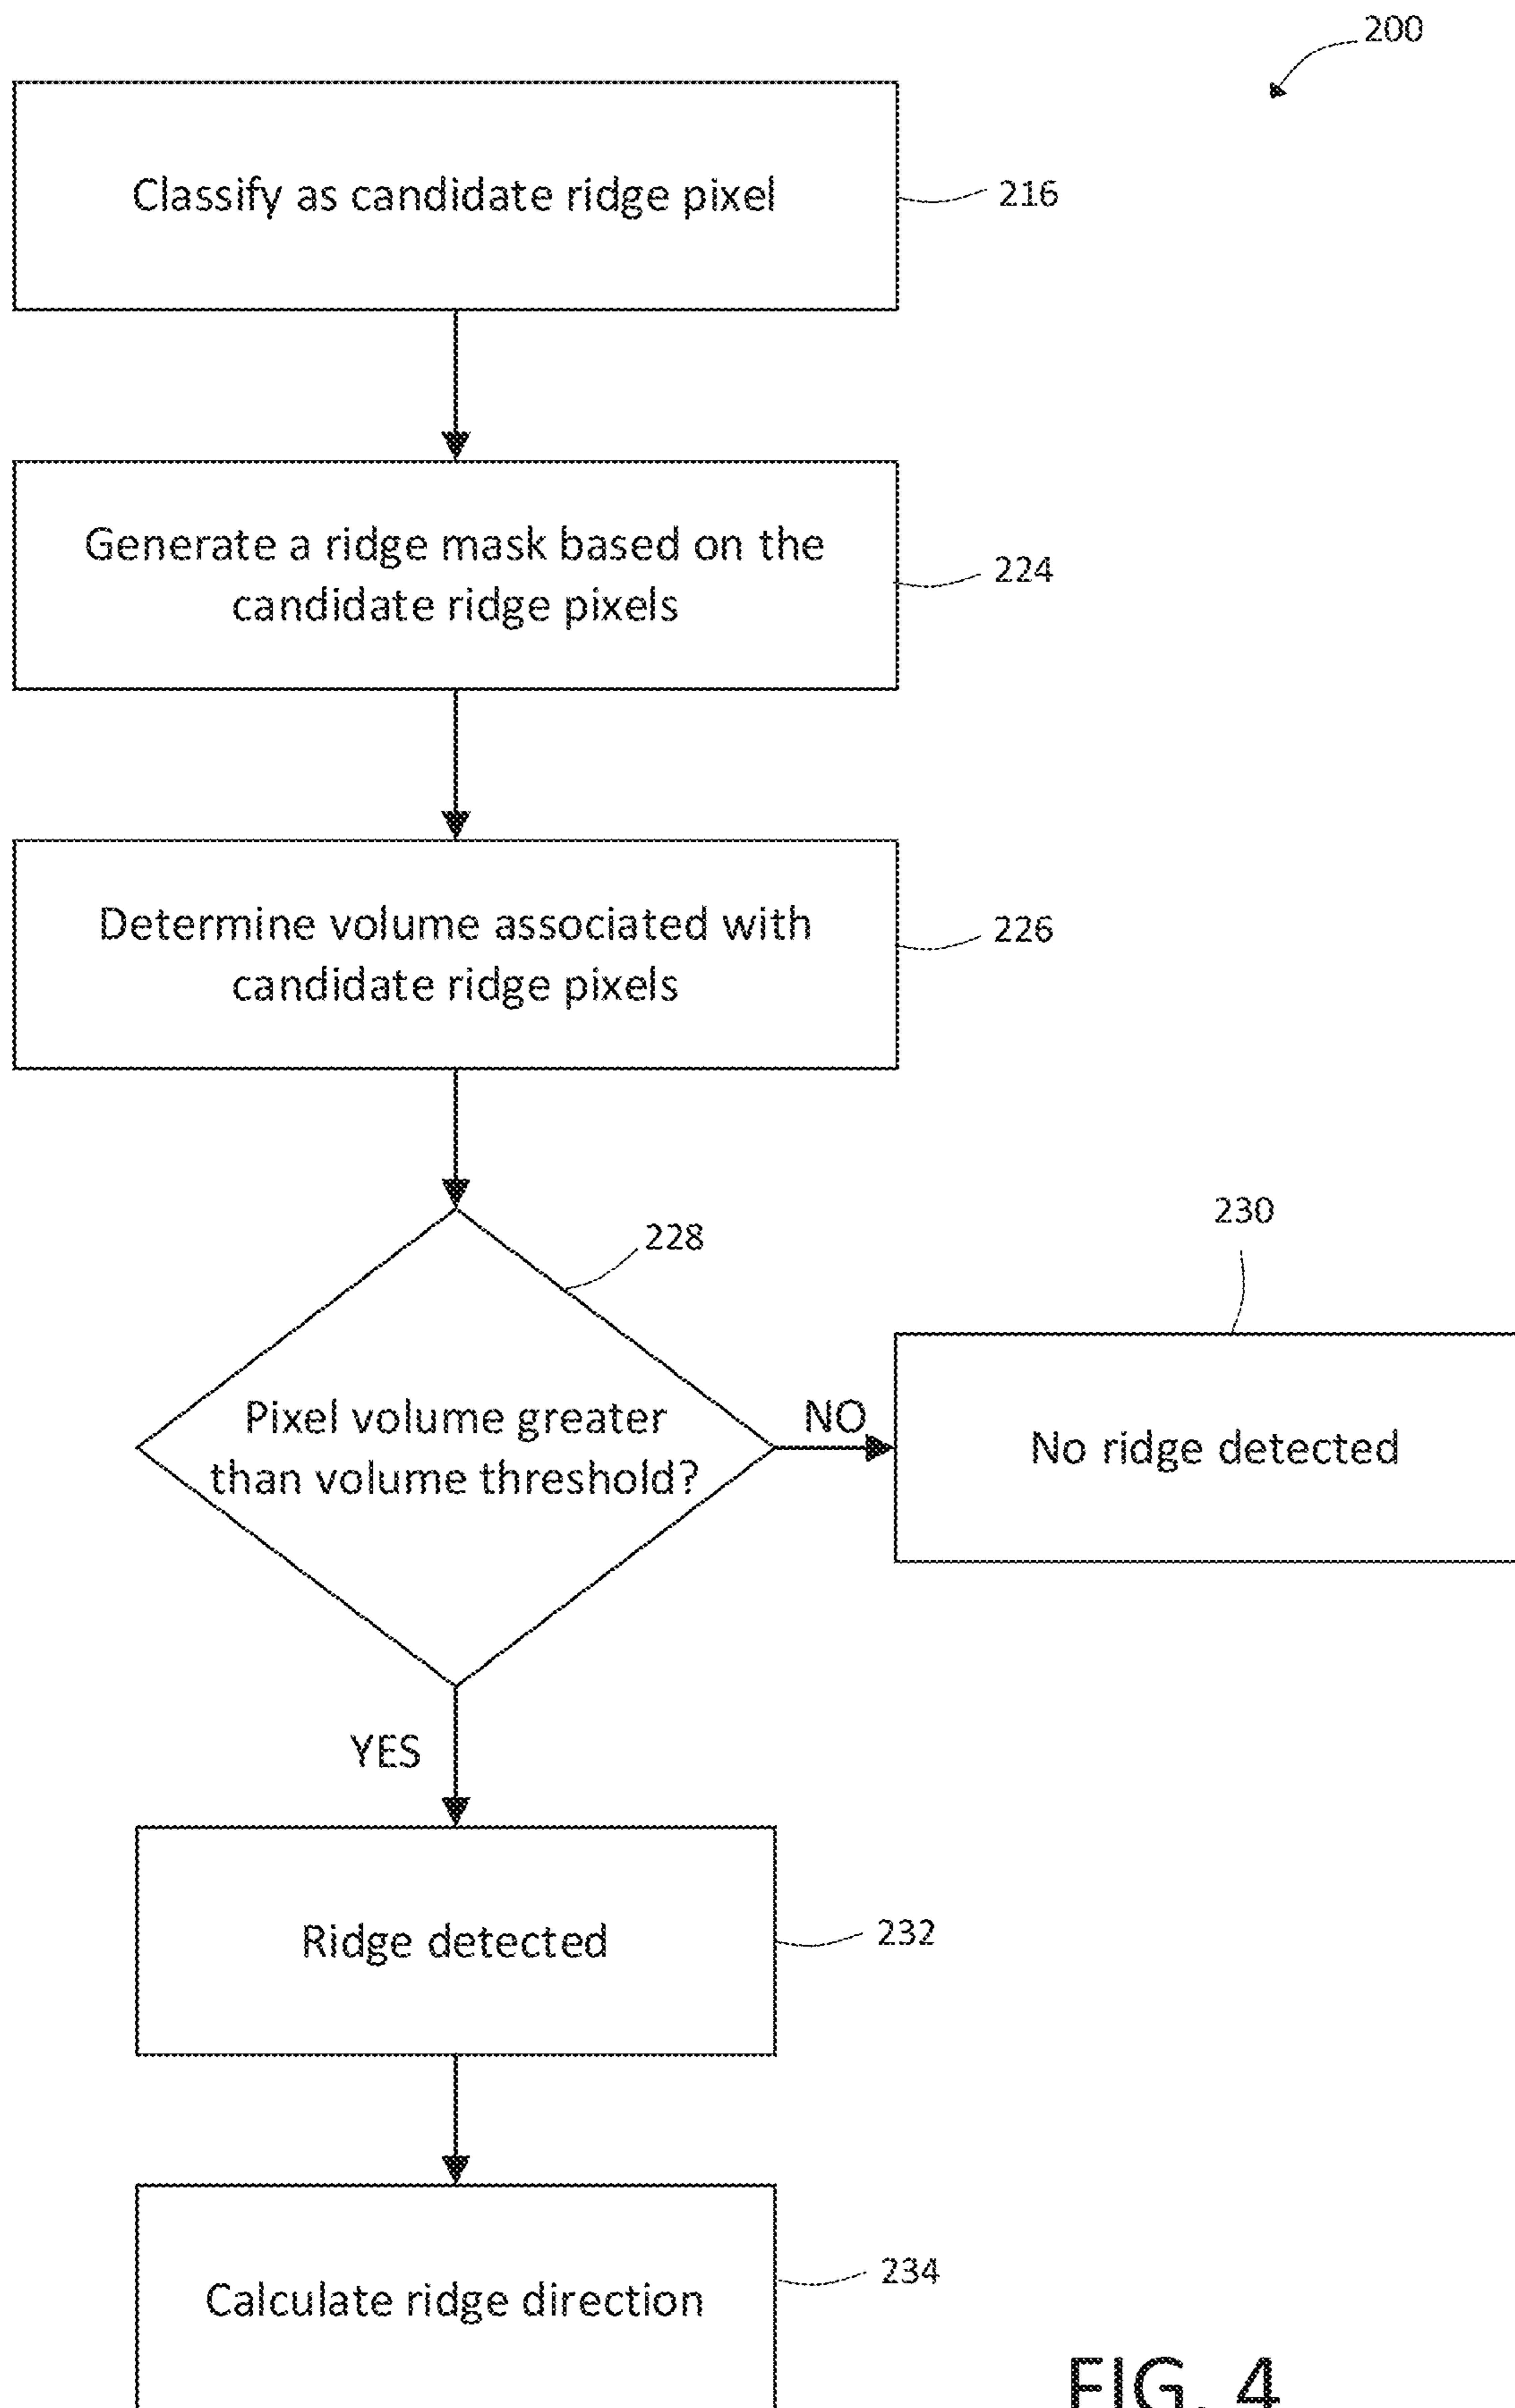 200
Classify as candidate ridge pixel
216
Generate a ridge mask based on the
candidate ridge pixels
224
Determine volume associated with
candidate ridge pixels
226
228
230
Pixel volume greater
than volume threshold?
NO
No ridge detected
YES
Ridge detected
232
Calculate ridge direction
234
FIG. 4